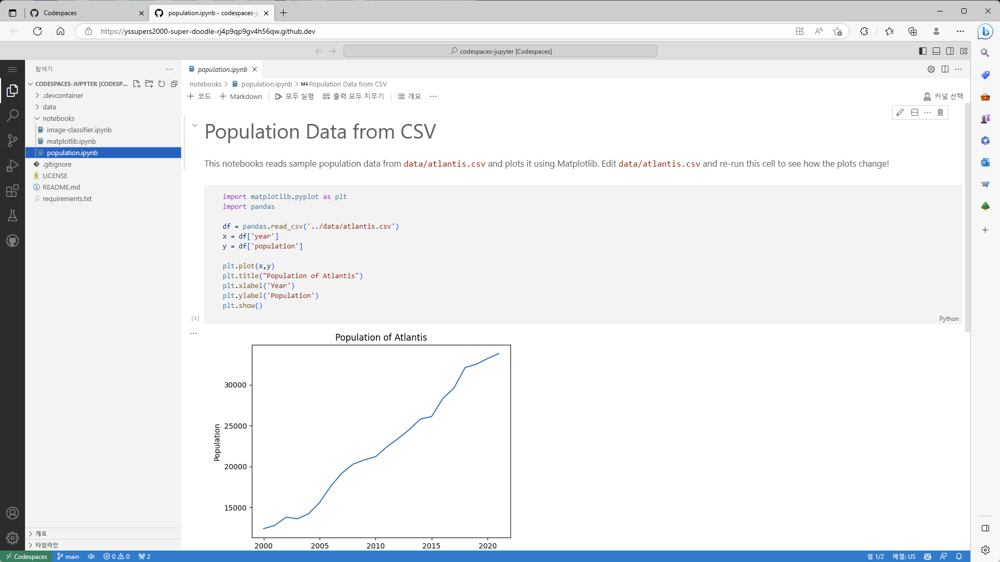 Codespaces
population.ipynb - codespaces-ju
https://yssupers2000-super-doodle-rj4p9qp9gv4h56qw.github.dev
codespaces-jupyter [Codespaces]
탐색기
CODESPACES-JUPYTER [CODESP...
.devcontainer
data
notebooks
image-classifier.ipynb
matplotlib.ipynb
population.ipynb
.gitignore
LICENSE
README.md
requirements.txt
개요
타임라인
population.ipynb
notebooks > population.ipynb > M↓Population Data from CSV
+ 코드 + Markdown 모두 실행 출력 모두 지우기 개요 ...
커널 선택
Population Data from CSV
This notebooks reads sample population data from data/atlantis.csv and plots it using Matplotlib. Edit data/atlantis.csv and re-run this cell to see how the plots change!
import matplotlib.pyplot as plt
import pandas
df = pandas.read_csv('../data/atlantis.csv')
x = df['year']
y = df['population']
plt.plot(x,y)
plt.title("Population of Atlantis")
plt.xlabel('Year')
plt.ylabel('Population')
plt.show()
[1]
Python
Population of Atlantis
Population
30000
25000
20000
15000
2000 2005 2010 2015 2020
Codespaces main 0 0 2
셀 1/2 배열: US